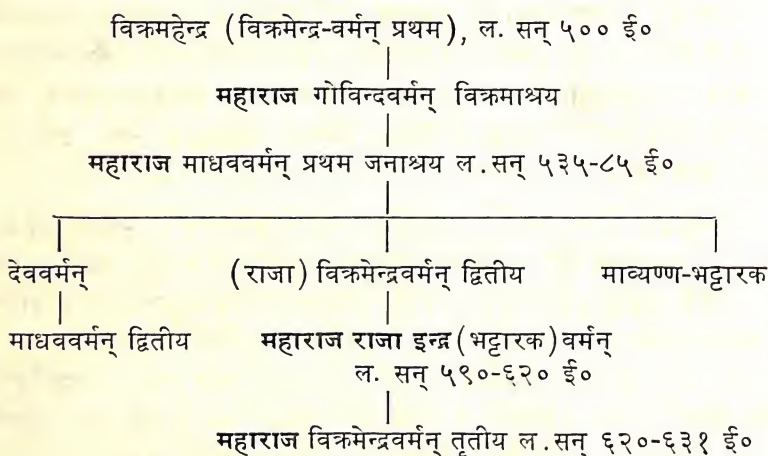 विक्रमहेन्द्र (विक्रमेन्द्र-वर्मन् प्रथम), ल. सन् ५०० ई०
महाराज गोविन्दवर्मन् विक्रमाश्रय
महाराज माधववर्मन् प्रथम जनाश्रय ल.सन् ५३५-८५ ई०
देववर्मन् (राजा) विक्रमेन्द्रवर्मन् द्वितीय माव्यण्ण-भट्टारक
माधववर्मन् द्वितीय महाराज राजा इन्द्र(भट्टारक)वर्मन्
ल. सन् ५९०-६२० ई०
महाराज विक्रमेन्द्रवर्मन् तृतीय ल.सन् ६२०-६३१ ई०